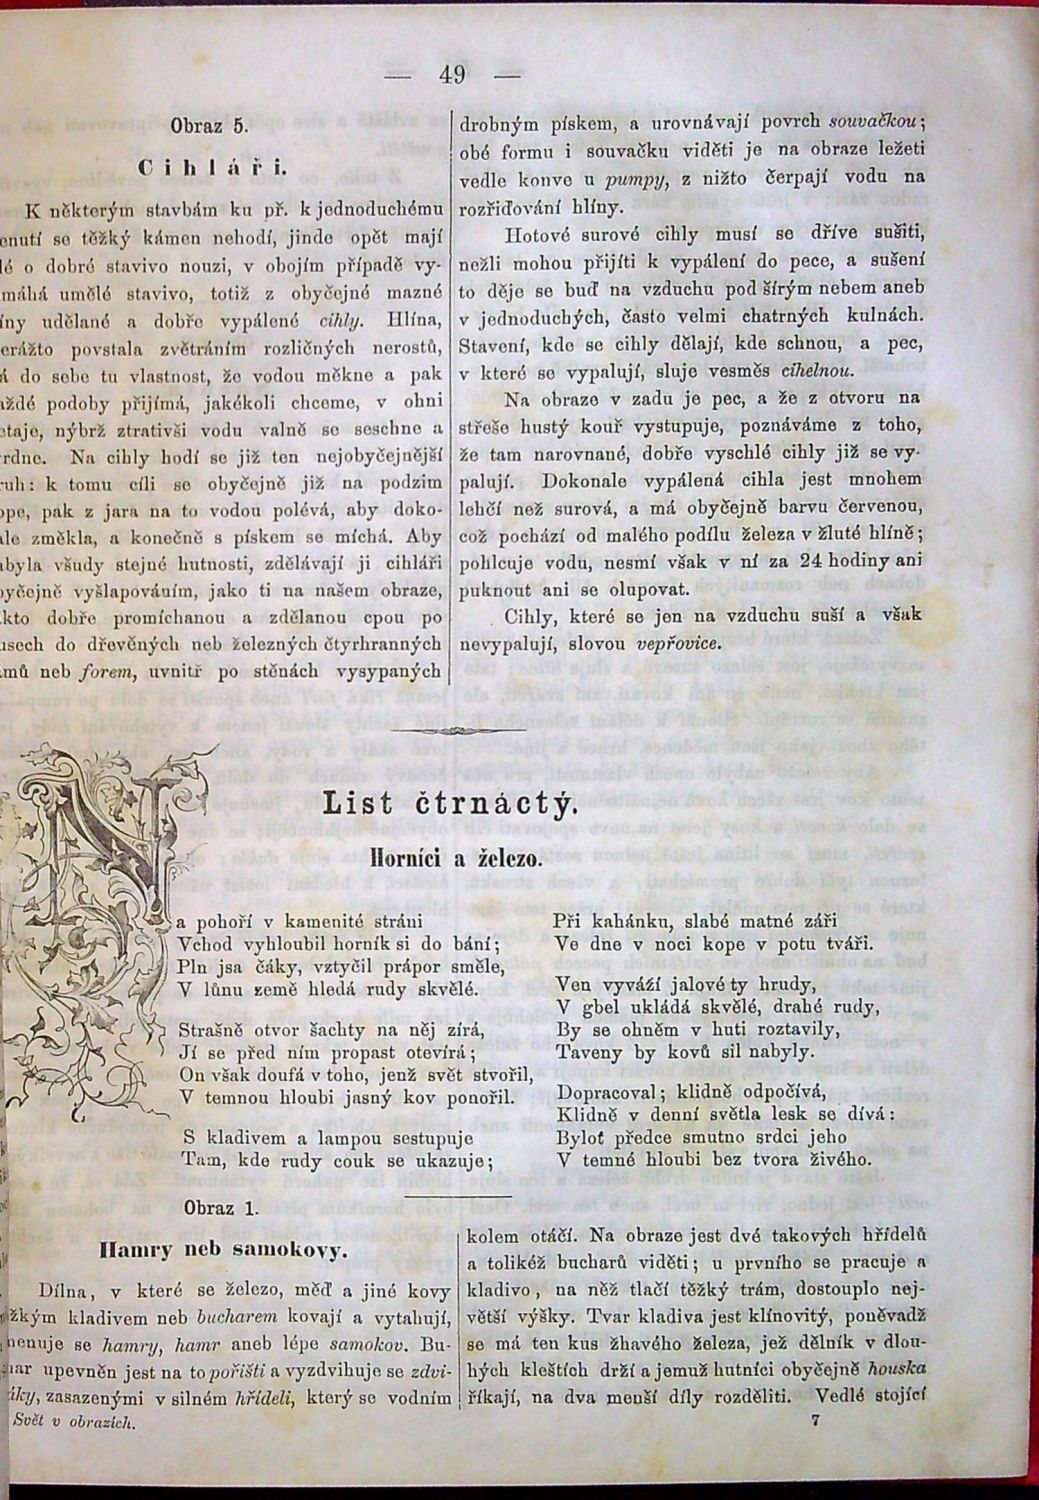 — 49 —
Obraz 5.
Cihláři.
K některým stavbám ku př. k jednoduchému
se těžký kámen nehodí, jinde opět mají
o dobré stavivo nouzi, v obojím případě vy-
máhá umělé stavivo, totiž z obyčejné mazné
udělané a dobře vypálené cihly. Hlína,
povstala zvětráním rozličných nerostů,
do sebe tu vlastnost, že vodou měkne a pak
podoby přijímá, jakékoli chceme, v ohni
nýbrž ztrativši vodu valně se seschne a
Na cihly hodí se již ten nejobyčejnější
k tomu cíli se obyčejně již na podzim
pak z jara na to vodou polévá, aby doko-
změkla, a konečně s pískem se míchá. Aby
všudy stejné hutnosti, zdělávají ji cihláři
vyšlapováním, jako ti na našem obraze,
dobře promíchanou a zdělanou cpou po
do dřevěných neb železných čtyrhranných
neb forem, uvnitř po stěnách vysypaných
drobným pískem, a urovnávají povrch souvačkou;
obé formu i souvačku viděti je na obraze ležeti
vedle konve u pumpy, z nižto čerpají vodu na
rozřiďování hlíny.
Hotové surové cihly musí se dříve sušiti,
nežli mohou přijíti k vypálení do pece, a sušení
to děje se buď na vzduchu pod šírým nebem aneb
v jednoduchých, často velmi chatrných kulnách.
Stavení, kde se cihly dělají, kde schnou, a pec,
v které se vypalují, sluje vesměs cihelnou.
Na obraze v zadu je pec, a že z otvoru na
střeše hustý kouř vystupuje, poznáváme z toho,
že tam narovnané, dobře vyschlé cihly již se vy-
palují. Dokonale vypálená cihla jest mnohem
lehčí než surová, a má obyčejně barvu červenou,
což pochází od malého podílu železa v žluté hlíně;
pohlcuje vodu, nesmí však v ní za 24 hodiny ani
puknout ani se olupovat.
Cihly, které se jen na vzduchu suší a však
nevypalují, slovou vepřovice.
List čtrnáctý.
Horníci a železo.
Na pohoří v kamenité stráni
Vchod vyhloubil horník si do bání;
Pln jsa čáky, vztyčil prápor směle,
V lůnu země hledá rudy skvělé.
Strašně otvor šachty na něj zírá,
Jí se před ním propast otevírá;
On však doufá v toho, jenž svět stvořil,
V temnou hloubi jasný kov ponořil.
S kladivem a lampou sestupuje
Tam, kde rudy couk se ukazuje;
Při kahánku, slabé matné záři
Ve dne v noci kope v potu tváři.
Ven vyváží jalové ty hrudy,
V gbel ukládá skvělé, drahé rudy,
By se ohněm v huti roztavily,
Taveny by kovů sil nabyly.
Dopracoval; klidně odpočívá,
Klidně v denní světla lesk se dívá:
Byloť předce smutno srdci jeho
V temné hloubi bez tvora živého.
Obraz 1.
Hamry neb samokovy.
Dílna, v které se železo, měď a jiné kovy
kladivem neb bucharem kovají a vytahují,
se hamry, hamr aneb lépe samokov. Bu-
upevněn jest na topořišti a vyzdvihuje se zdvi-
zasazenými v silném hřídeli, který se vodním
kolem otáčí. Na obraze jest dvé takových hřídelů
a tolikéž bucharů viděti; u prvního se pracuje a
kladivo, na něž tlačí těžký trám, dostouplo nej-
větší výšky. Tvar kladiva jest klínovitý, poněvadž
se má ten kus žhavého železa, jež dělník v dlou-
hých kleštích drží a jemuž hutníci obyčejně houska
říkají, na dva menší díly rozděliti. Vedlé stojící
Svět v obrazích.
7